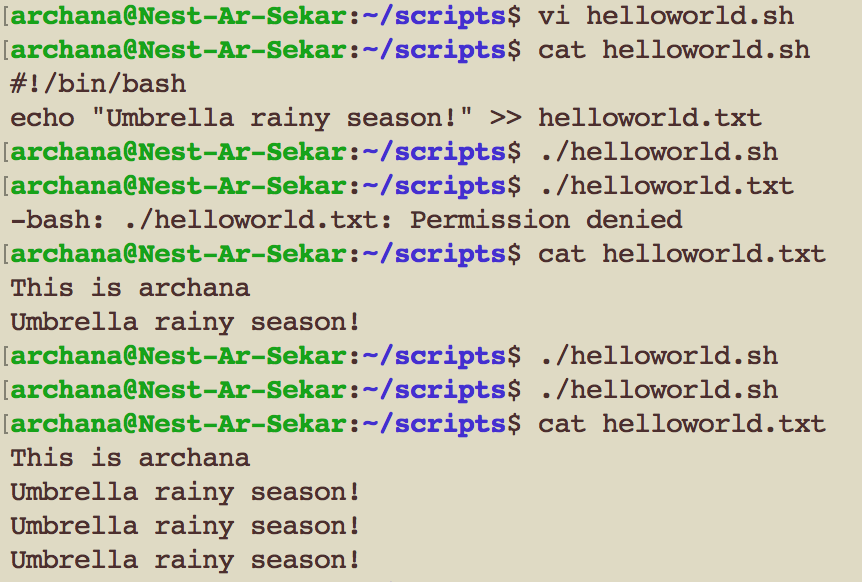 [archana@Nest-Ar-Sekar:~/scripts$ vi helloworld.sh
[archana@Nest-Ar-Sekar:~/scripts$ cat helloworld.sh
#!/bin/bash
echo "Umbrella rainy season!" >> helloworld.txt
[archana@Nest-Ar-Sekar:~/scripts$ ./helloworld.sh
[archana@Nest-Ar-Sekar:~/scripts$ ./helloworld.txt
-bash: ./helloworld.txt: Permission denied
[archana@Nest-Ar-Sekar:~/scripts$ cat helloworld.txt
This is archana
Umbrella rainy season!
[archana@Nest-Ar-Sekar:~/scripts$ ./helloworld.sh
[archana@Nest-Ar-Sekar:~/scripts$ ./helloworld.sh
[archana@Nest-Ar-Sekar:~/scripts$ cat helloworld.txt
This is archana
Umbrella rainy season!
Umbrella rainy season!
Umbrella rainy season!